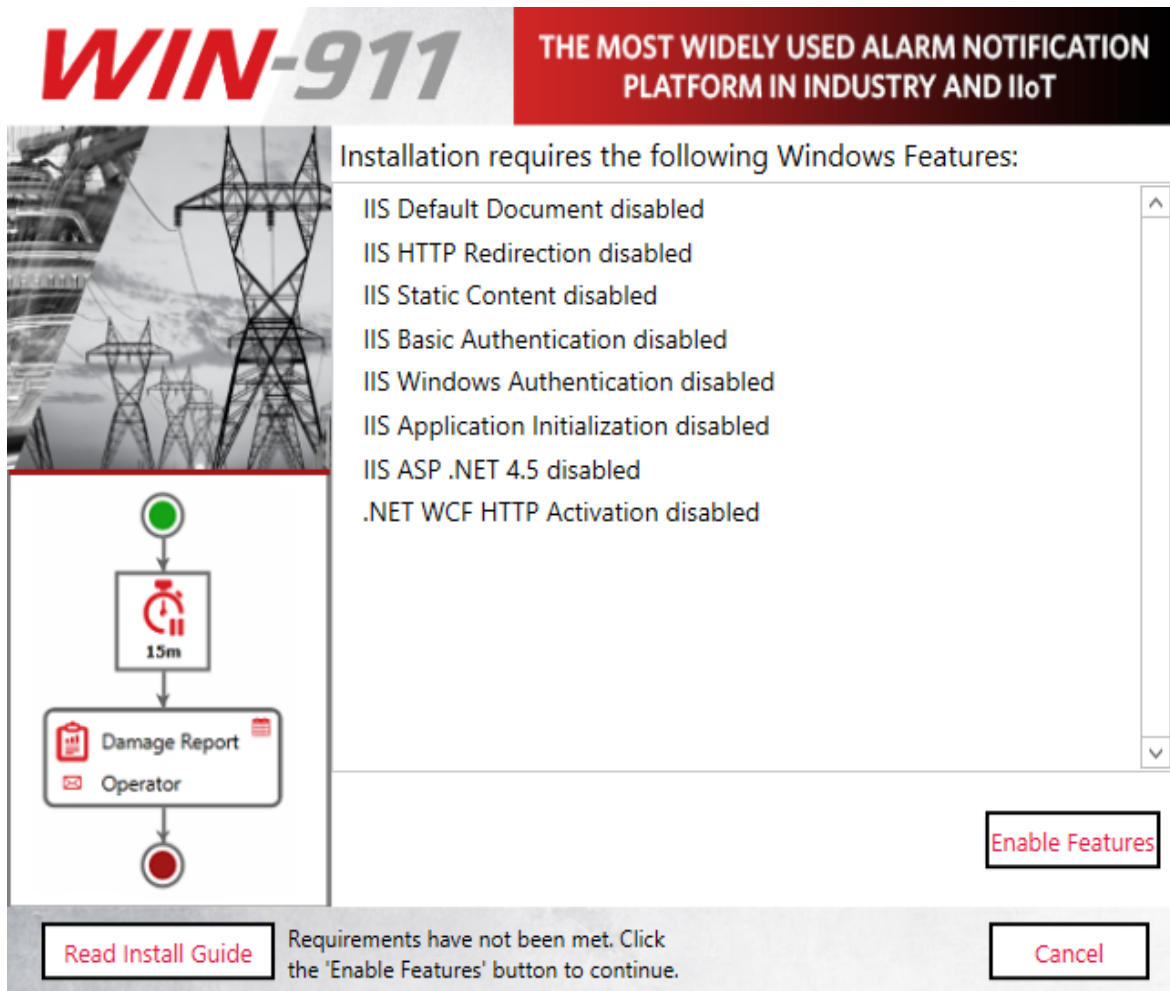 WIN-911
THE MOST WIDELY USED ALARM NOTIFICATION
PLATFORM IN INDUSTRY AND IIoT
Installation requires the following Windows Features:
IIS Default Document disabled
IIS HTTP Redirection disabled
IIS Static Content disabled
IIS Basic Authentication disabled
IIS Windows Authentication disabled
IIS Application Initialization disabled
IIS ASP .NET 4.5 disabled
.NET WCF HTTP Activation disabled
15m
Damage Report
Operator
Enable Features
Read Install Guide
Requirements have not been met. Click
the 'Enable Features' button to continue.
Cancel